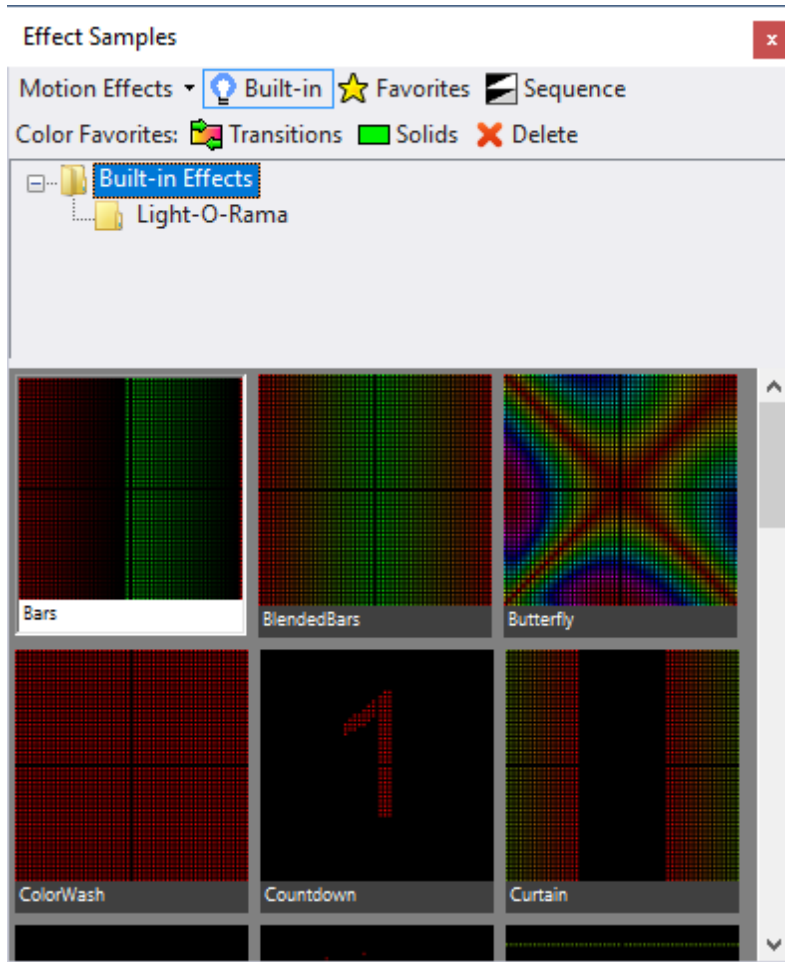 Effect Samples
x
Motion Effects Built-in Favorites Sequence
Color Favorites: Transitions Solids Delete
Built-in Effects
Light-O-Rama
Bars BlendedBars Butterfly
1
ColorWash Countdown Curtain